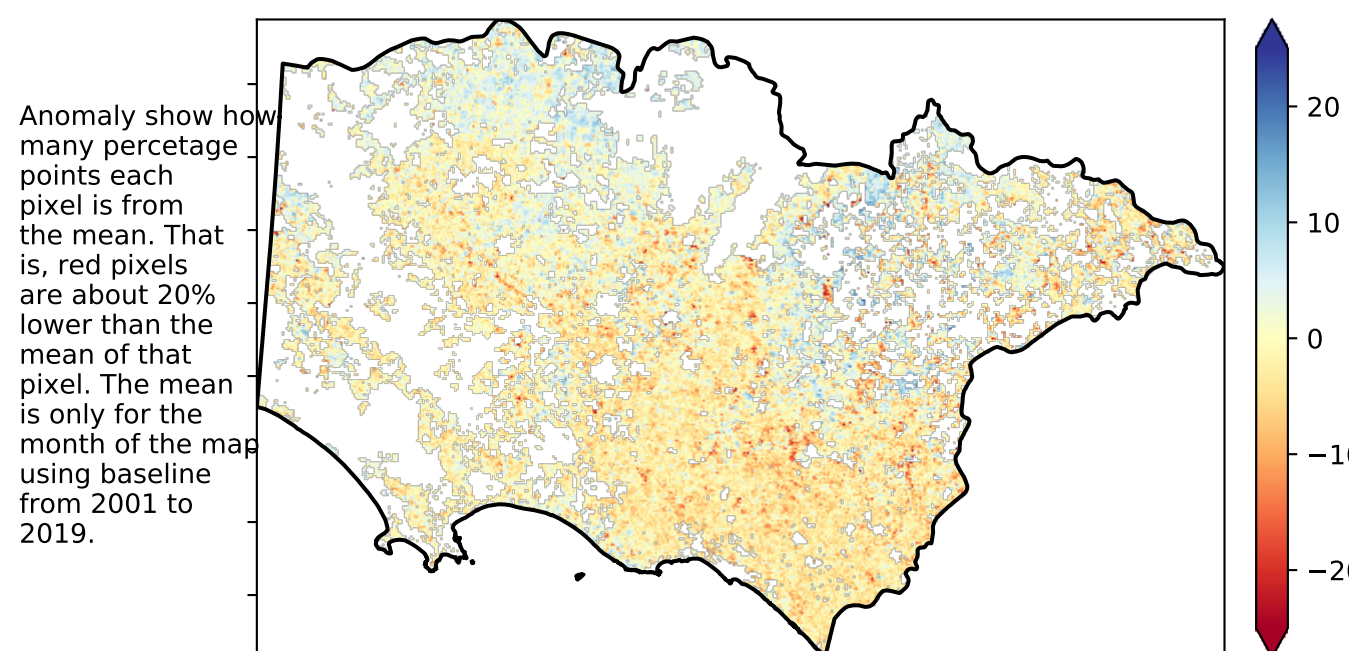 Anomaly show how
many percetage
points each
pixel is from
the mean. That
is, red pixels
are about 20%
lower than the
mean of that
pixel. The mean
is only for the
month of the map
using baseline
from 2001 to
2019.
20
10
0
−10
−20